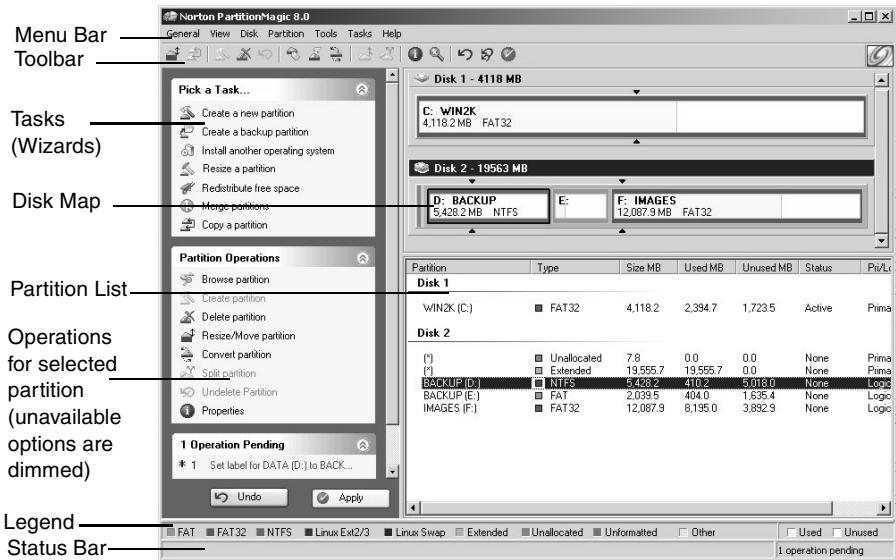 Norton PartitionMagic 8.0
Menu Bar
General View Disk Partition Tools Tasks Help
Toolbar
Tasks
(Wizards)
Disk Map
Partition List
Operations
for selected
partition
(unavailable
options are
dimmed)
Legend
Status Bar
Pick a Task...
Create a new partition
Create a backup partition
Install another operating system
Resize a partition
Redistribute free space
Merge partitions
Copy a partition
Partition Operations
Browse partition
Create partition
Delete partition
Resize/Move partition
Convert partition
Split partition
Undelete Partition
Properties
1 Operation Pending
* 1 Set label for DATA (D:) to BACK...
Undo Apply
Disk 1 - 4118 MB
C: WIN2K
4,118.2 MB FAT32
Disk 2 - 19563 MB
D: BACKUP E: F: IMAGES
5,428.2 MB NTFS 12,087.9 MB FAT32
Partition Type Size MB Used MB Unused MB Status Pri/Lo
Disk 1
WIN2K (C:) FAT32 4,118.2 2,394.7 1,723.5 Active Prima
Disk 2
(*) Unallocated 7.8 0.0 0.0 None Prima
(*) Extended 19,555.7 19,555.7 0.0 None Prima
BACKUP (D:) NTFS 5,428.2 410.2 5,018.0 None Logic
BACKUP (E:) FAT 2,039.5 404.0 1,635.4 None Logic
IMAGES (F:) FAT32 12,087.9 8,195.0 3,892.9 None Logic
FAT FAT32 NTFS Linux Ext2/3 Linux Swap Extended Unallocated Unformatted Other Used Unused
1 operation pending